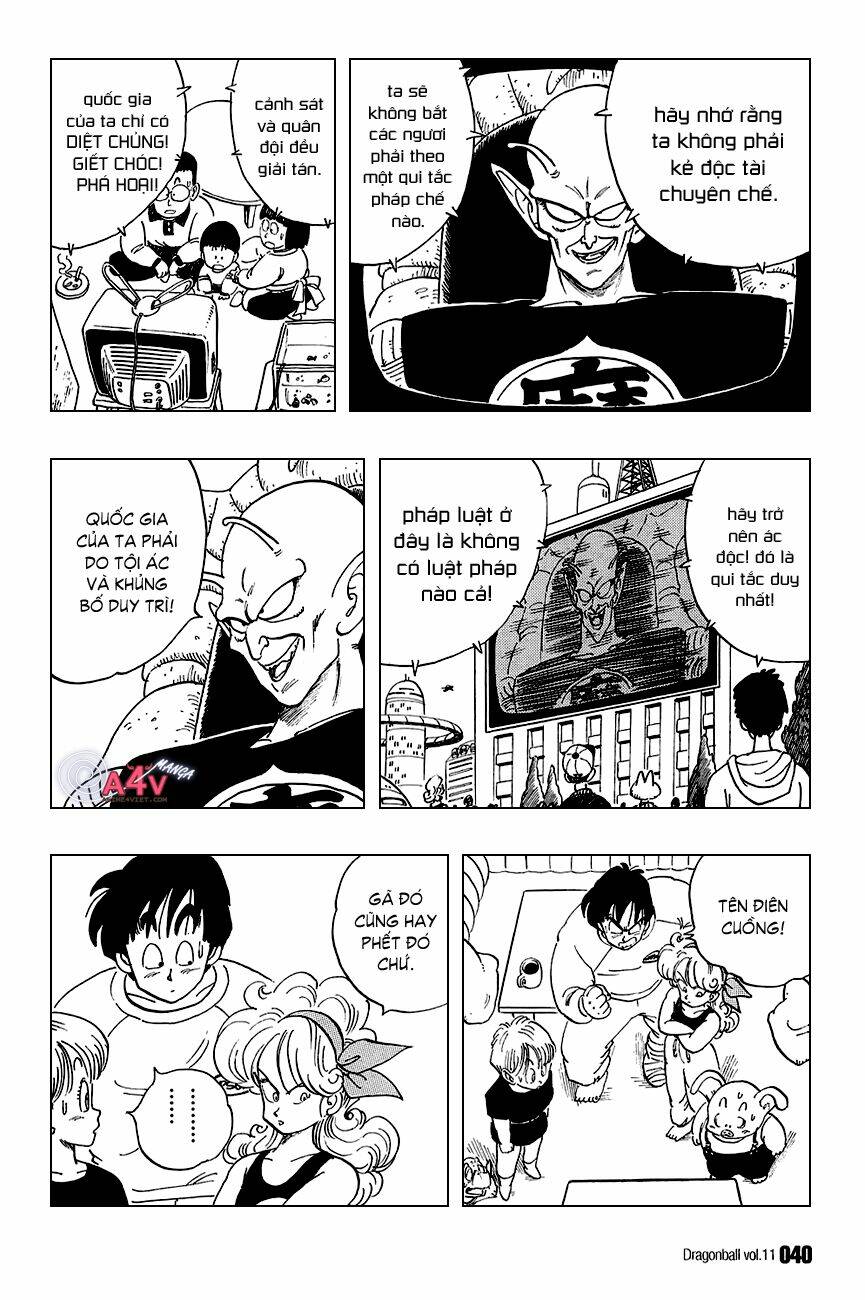 hãy nhớ rằng
ta không phải
kẻ độc tài
chuyên chế.
ta sẽ
không bắt
các ngươi
phải theo
một qui tắc
pháp chế
nào.
cảnh sát
và quân
đội đều
giải tán.
quốc gia
của ta chỉ có
DIỆT CHỦNG!
GIẾT CHÓC!
PHÁ HOẠI!
魔
hãy trở
nên ác
độc! đó là
qui tắc duy
nhất!
pháp luật ở
đây là không
có luật pháp
nào cả!
QUỐC GIA
CỦA TA PHẢI
DO TỘI ÁC
VÀ KHỦNG
BỐ DUY TRÌ!
A4V MANGA
ANIME4VIET.COM
TÊN ĐIÊN
CUỒNG!
GÃ ĐÓ
CŨNG HAY
PHẾT ĐÓ
CHỨ.
......
Dragonball vol.11 040